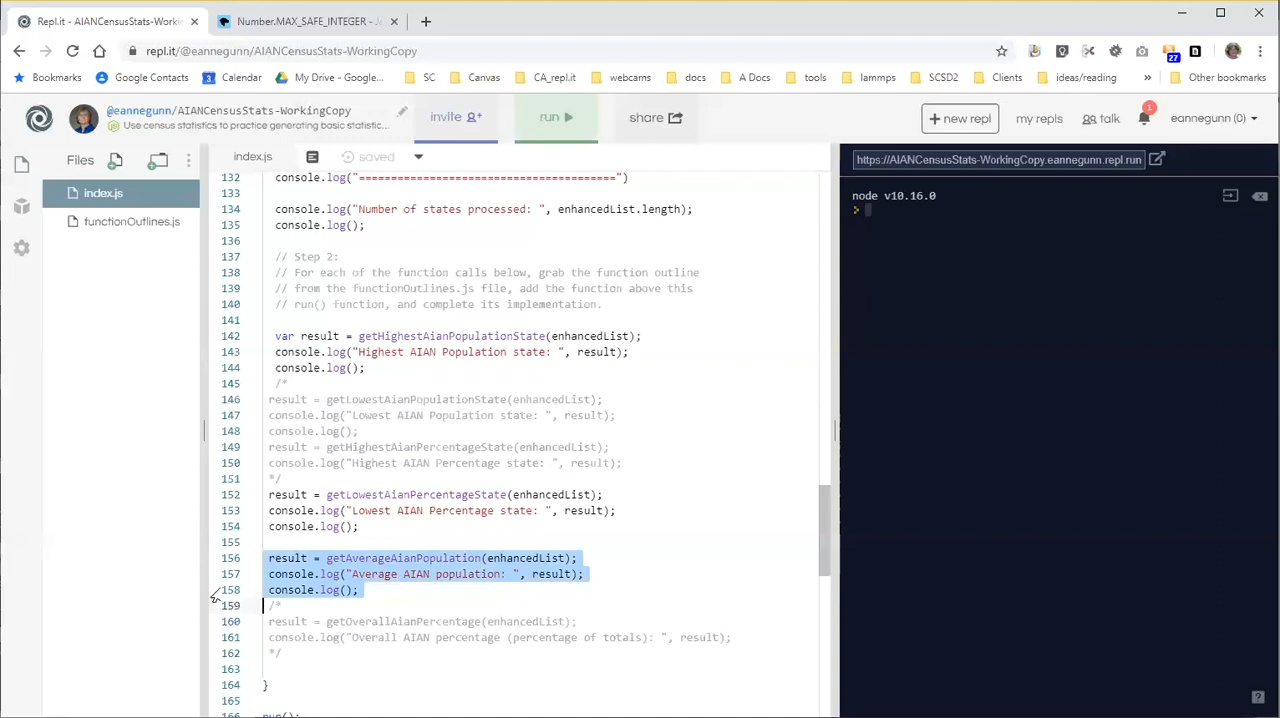 Repl.it - AIANCensusStats-Workin
Number.MAX_SAFE_INTEGER - Ja
repl.it/@eannegunn/AIANCensusStats-WorkingCopy
27
Bookmarks
Google Contacts
Calendar
My Drive - Google...
SC
Canvas
CA_repl.it
webcams
docs
A Docs
tools
lammps
SCSD2
Clients
ideas/reading
»
Other bookmarks
@eannegunn/AIANCensusStats-WorkingCopy
Use census statistics to practice generating basic statistic...
invite
run
share
+ new repl
my repls
talk
1
eannegunn (0)
Files
index.js
functionOutlines.js
index.js
saved
132 console.log("=======================================")
133
134 console.log("Number of states processed: ", enhancedList.length);
135 console.log();
136
137 // Step 2:
138 // For each of the function calls below, grab the function outline
139 // from the functionOutlines.js file, add the function above this
140 // run() function, and complete its implementation.
141
142 var result = getHighestAianPopulationState(enhancedList);
143 console.log("Highest AIAN Population state: ", result);
144 console.log();
145 /*
146 result = getLowestAianPopulationState(enhancedList);
147 console.log("Lowest AIAN Population state: ", result);
148 console.log();
149 result = getHighestAianPercentageState(enhancedList);
150 console.log("Highest AIAN Percentage state: ", result);
151 */
152 result = getLowestAianPercentageState(enhancedList);
153 console.log("Lowest AIAN Percentage state: ", result);
154 console.log();
155
156 result = getAverageAianPopulation(enhancedList);
157 console.log("Average AIAN population: ", result);
158 console.log();
159 /*
160 result = getOverallAianPercentage(enhancedList);
161 console.log("Overall AIAN percentage (percentage of totals): ", result);
162 */
163
164 }
165
166 run();
https://AIANCensusStats-WorkingCopy.eannegunn.repl.run
node v10.16.0
>
?